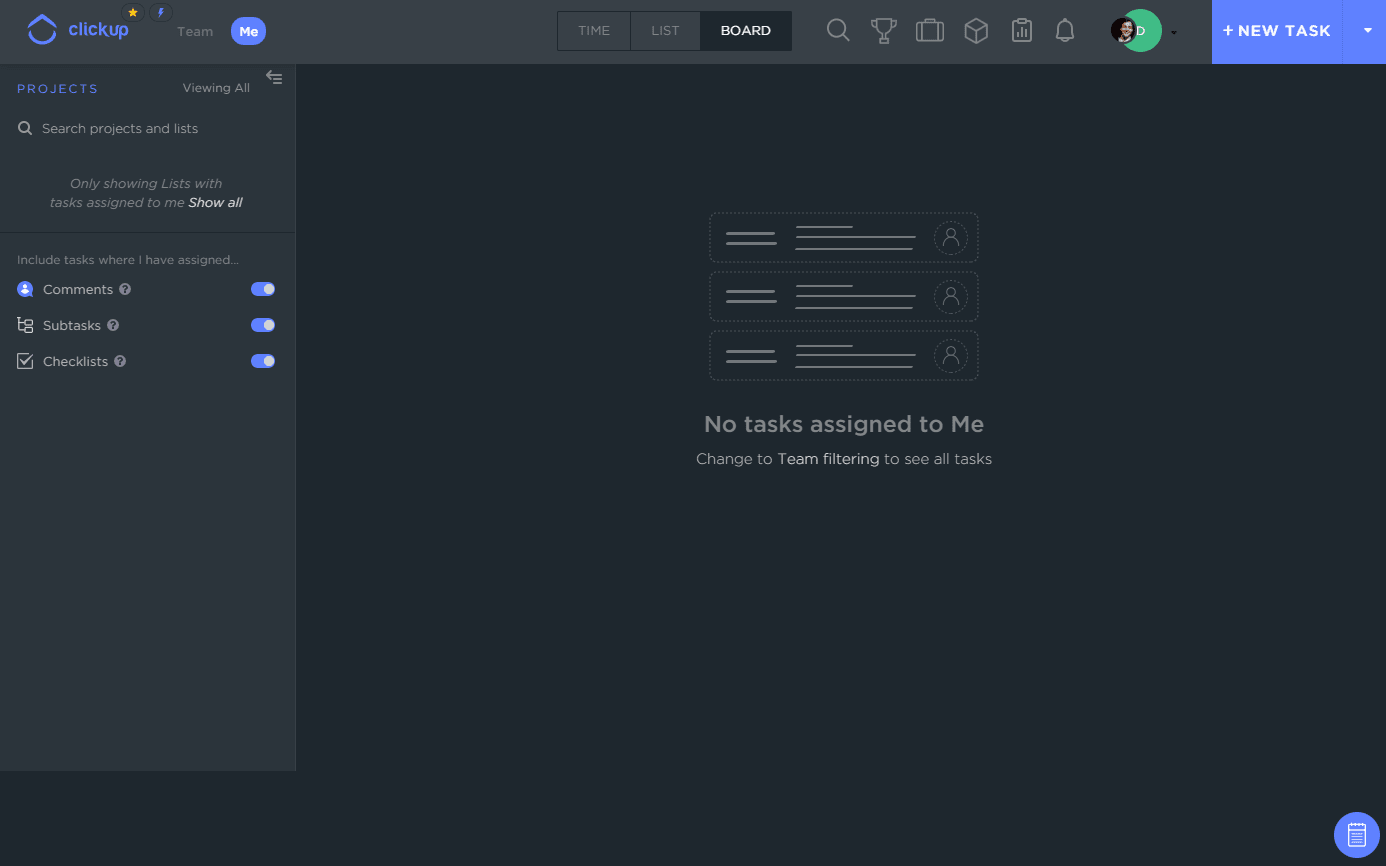 clickup
Team
Me
TIME
LIST
BOARD
D
+ NEW TASK
PROJECTS
Viewing All
Search projects and lists
Only showing Lists with
tasks assigned to me Show all
Include tasks where I have assigned...
Comments ?
Subtasks ?
Checklists ?
No tasks assigned to Me
Change to Team filtering to see all tasks